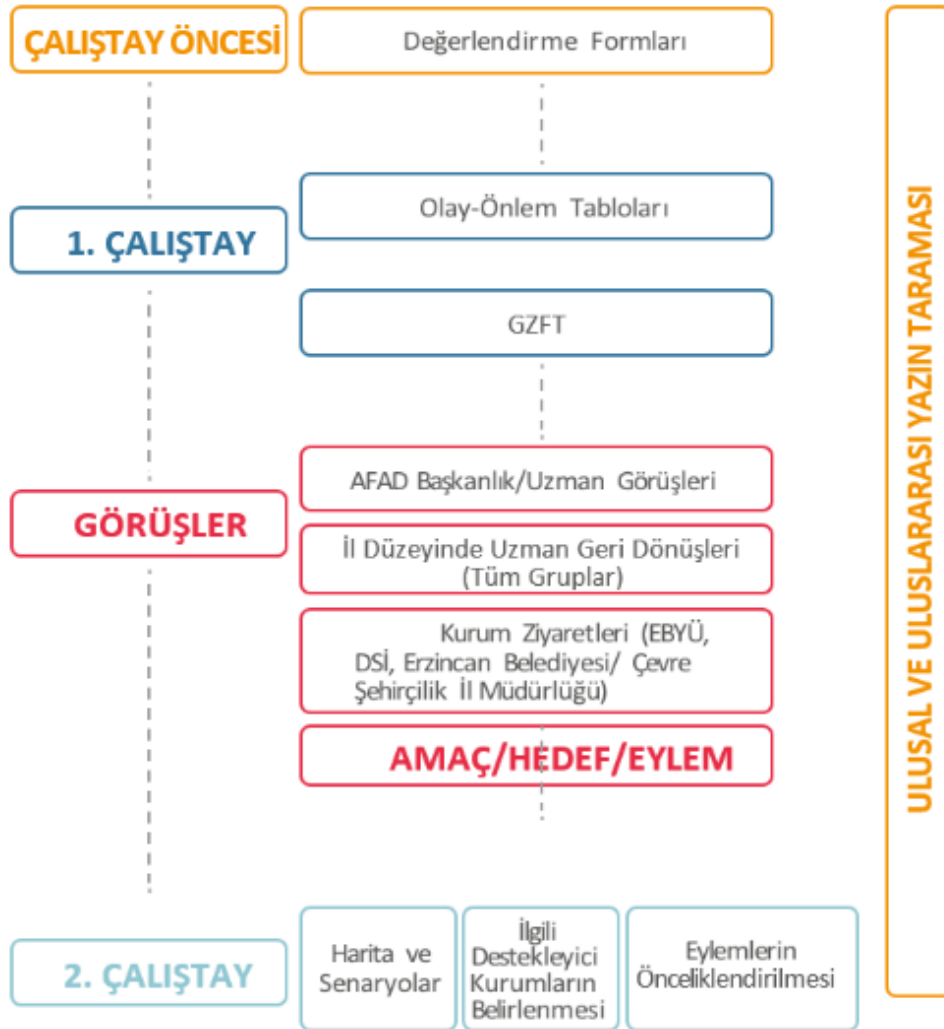 ÇALIŞTAY ÖNCESİ
Değerlendirme Formları
1. ÇALIŞTAY
Olay-Önlem Tabloları
GZFT
GÖRÜŞLER
AFAD Başkanlık/Uzman Görüşleri
İl Düzeyinde Uzman Geri Dönüşleri
(Tüm Gruplar)
Kurum Ziyaretleri (EBYÜ,
DSİ, Erzincan Belediyesi/ Çevre
Şehirçilik İl Müdürlüğü)
AMAÇ/HEDEF/EYLEM
2. ÇALIŞTAY
Harita ve
Senaryolar
İlgili
Destekleyici
Kurumların
Belirlenmesi
Eylemlerin
Önceliklendirilmesi
ULUSAL VE ULUSLARARASI YAZIN TARAMASI